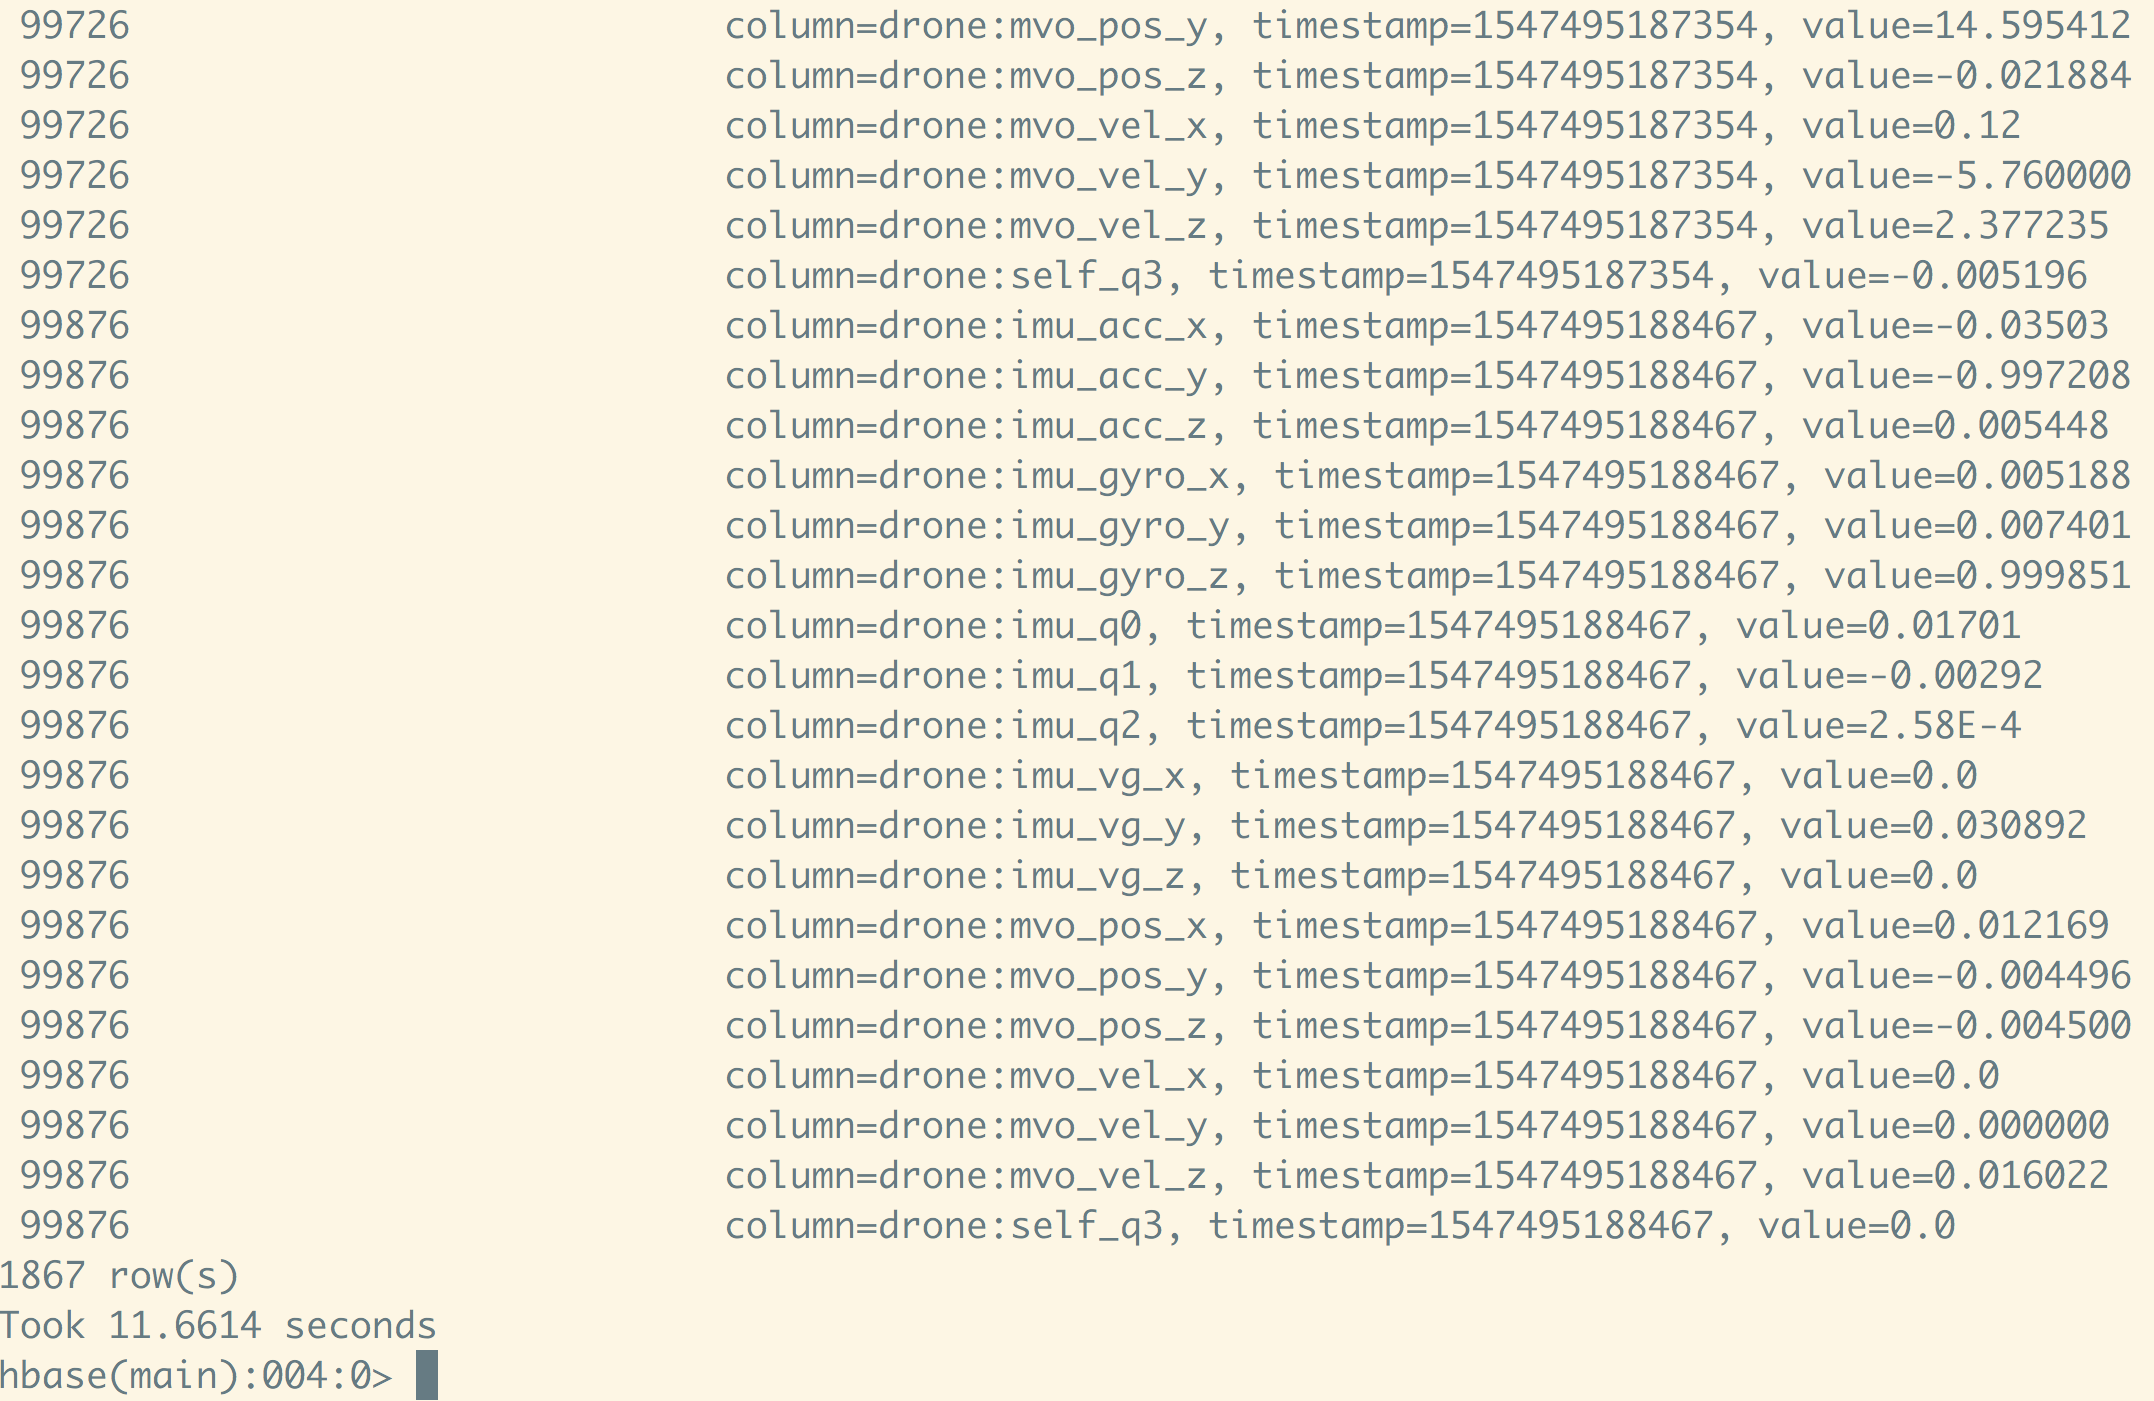 99726 column=drone:mvo_pos_y, timestamp=1547495187354, value=14.595412
99726 column=drone:mvo_pos_z, timestamp=1547495187354, value=-0.021884
99726 column=drone:mvo_vel_x, timestamp=1547495187354, value=0.12
99726 column=drone:mvo_vel_y, timestamp=1547495187354, value=-5.760000
99726 column=drone:mvo_vel_z, timestamp=1547495187354, value=2.377235
99726 column=drone:self_q3, timestamp=1547495187354, value=-0.005196
99876 column=drone:imu_acc_x, timestamp=1547495188467, value=-0.03503
99876 column=drone:imu_acc_y, timestamp=1547495188467, value=-0.997208
99876 column=drone:imu_acc_z, timestamp=1547495188467, value=0.005448
99876 column=drone:imu_gyro_x, timestamp=1547495188467, value=0.005188
99876 column=drone:imu_gyro_y, timestamp=1547495188467, value=0.007401
99876 column=drone:imu_gyro_z, timestamp=1547495188467, value=0.999851
99876 column=drone:imu_q0, timestamp=1547495188467, value=0.01701
99876 column=drone:imu_q1, timestamp=1547495188467, value=-0.00292
99876 column=drone:imu_q2, timestamp=1547495188467, value=2.58E-4
99876 column=drone:imu_vg_x, timestamp=1547495188467, value=0.0
99876 column=drone:imu_vg_y, timestamp=1547495188467, value=0.030892
99876 column=drone:imu_vg_z, timestamp=1547495188467, value=0.0
99876 column=drone:mvo_pos_x, timestamp=1547495188467, value=0.012169
99876 column=drone:mvo_pos_y, timestamp=1547495188467, value=-0.004496
99876 column=drone:mvo_pos_z, timestamp=1547495188467, value=-0.004500
99876 column=drone:mvo_vel_x, timestamp=1547495188467, value=0.0
99876 column=drone:mvo_vel_y, timestamp=1547495188467, value=0.000000
99876 column=drone:mvo_vel_z, timestamp=1547495188467, value=0.016022
99876 column=drone:self_q3, timestamp=1547495188467, value=0.0
1867 row(s)
Took 11.6614 seconds
hbase(main):004:0>